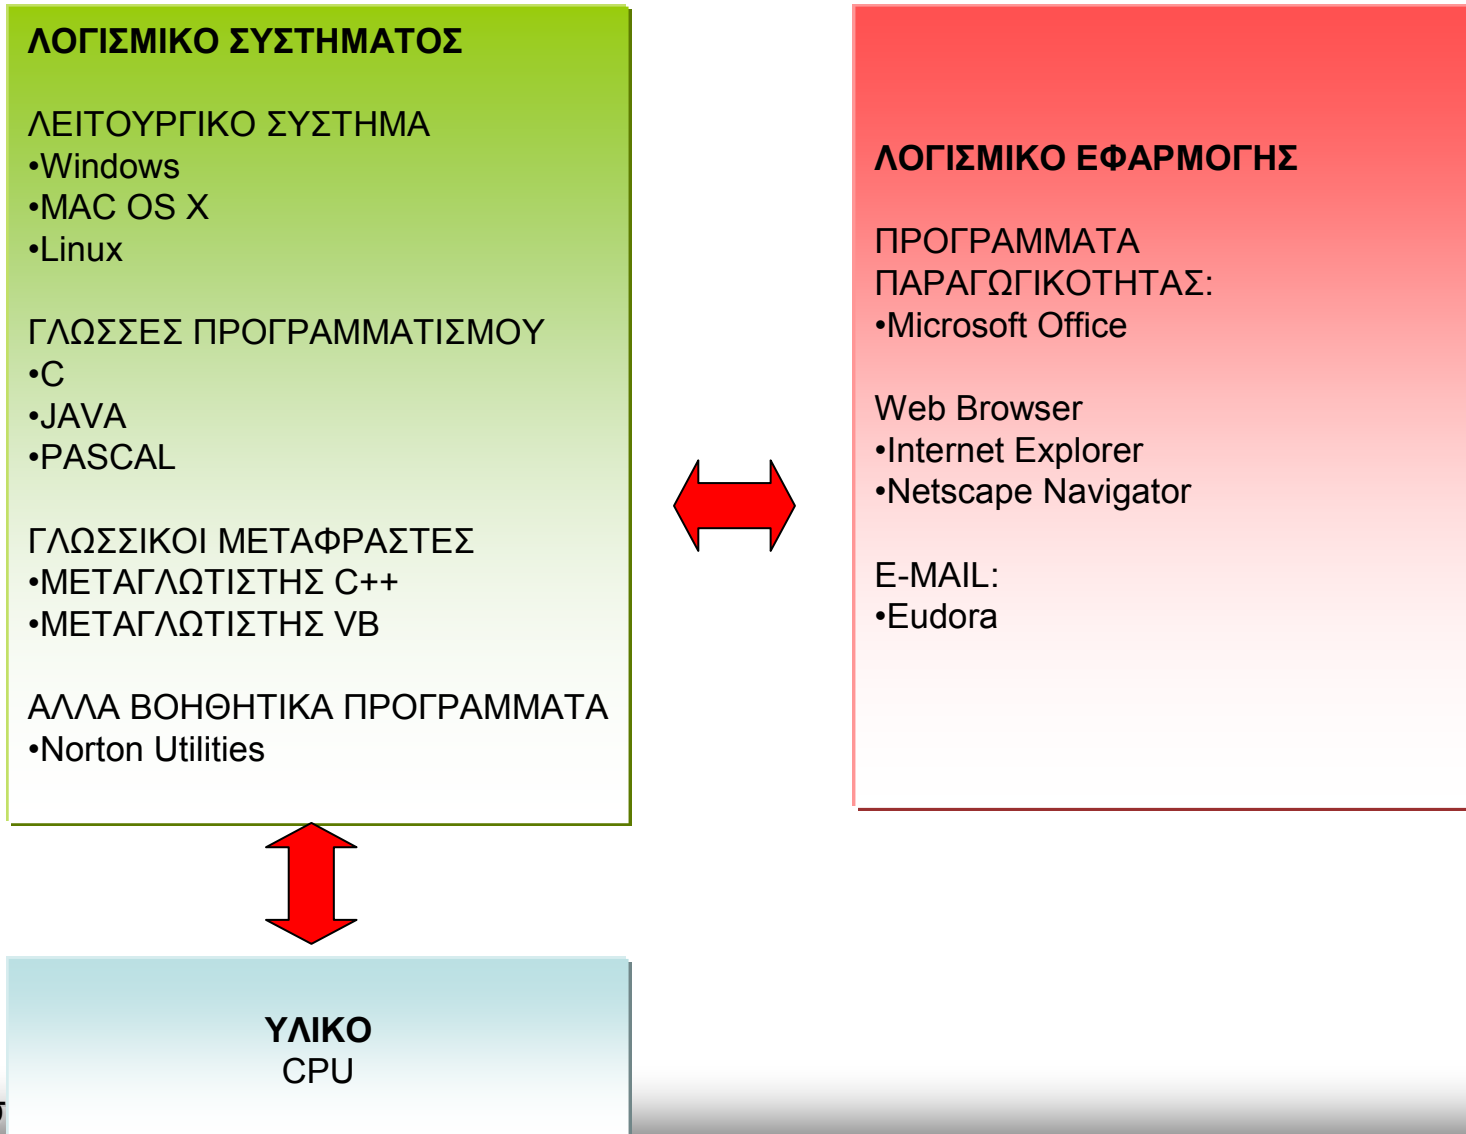 ΛΟΓΙΣΜΙΚΟ ΣΥΣΤΗΜΑΤΟΣ
ΛΕΙΤΟΥΡΓΙΚΟ ΣΥΣΤΗΜΑ
•Windows
•MAC OS X
•Linux
ΓΛΩΣΣΕΣ ΠΡΟΓΡΑΜΜΑΤΙΣΜΟΥ
•C
•JAVA
•PASCAL
ΓΛΩΣΣΙΚΟΙ ΜΕΤΑΦΡΑΣΤΕΣ
•ΜΕΤΑΓΛΩΤΙΣΤΗΣ C++
•ΜΕΤΑΓΛΩΤΙΣΤΗΣ VB
ΑΛΛΑ ΒΟΗΘΗΤΙΚΑ ΠΡΟΓΡΑΜΜΑΤΑ
•Norton Utilities
ΛΟΓΙΣΜΙΚΟ ΕΦΑΡΜΟΓΗΣ
ΠΡΟΓΡΑΜΜΑΤΑ
ΠΑΡΑΓΩΓΙΚΟΤΗΤΑΣ:
•Microsoft Office
Web Browser
•Internet Explorer
•Netscape Navigator
E-MAIL:
•Eudora
ΥΛΙΚΟ
CPU